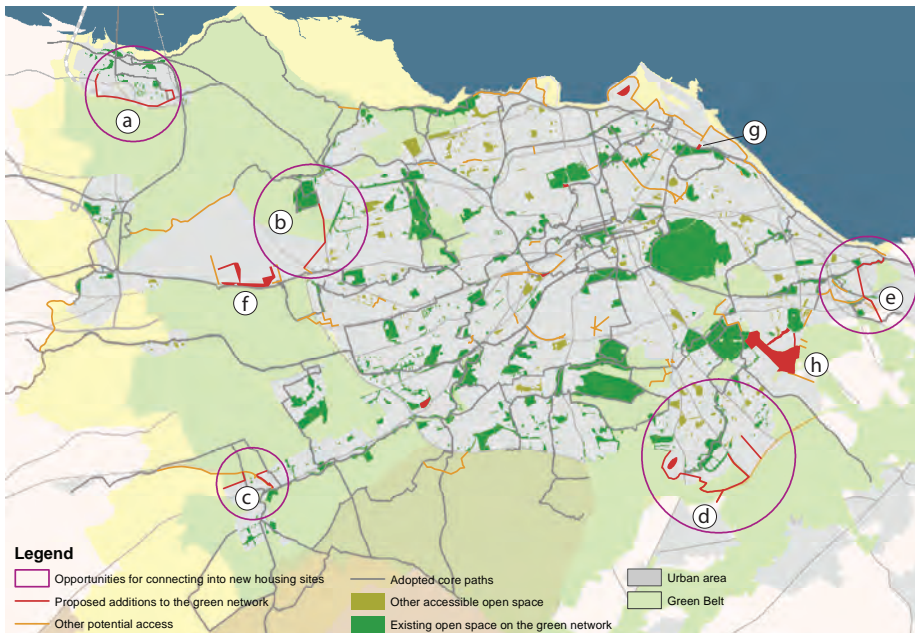 a
g
b
f
e
h
c
d
Legend
Opportunities for connecting into new housing sites
Proposed additions to the green network
Other potential access
Adopted core paths
Other accessible open space
Existing open space on the green network
Urban area
Green Belt